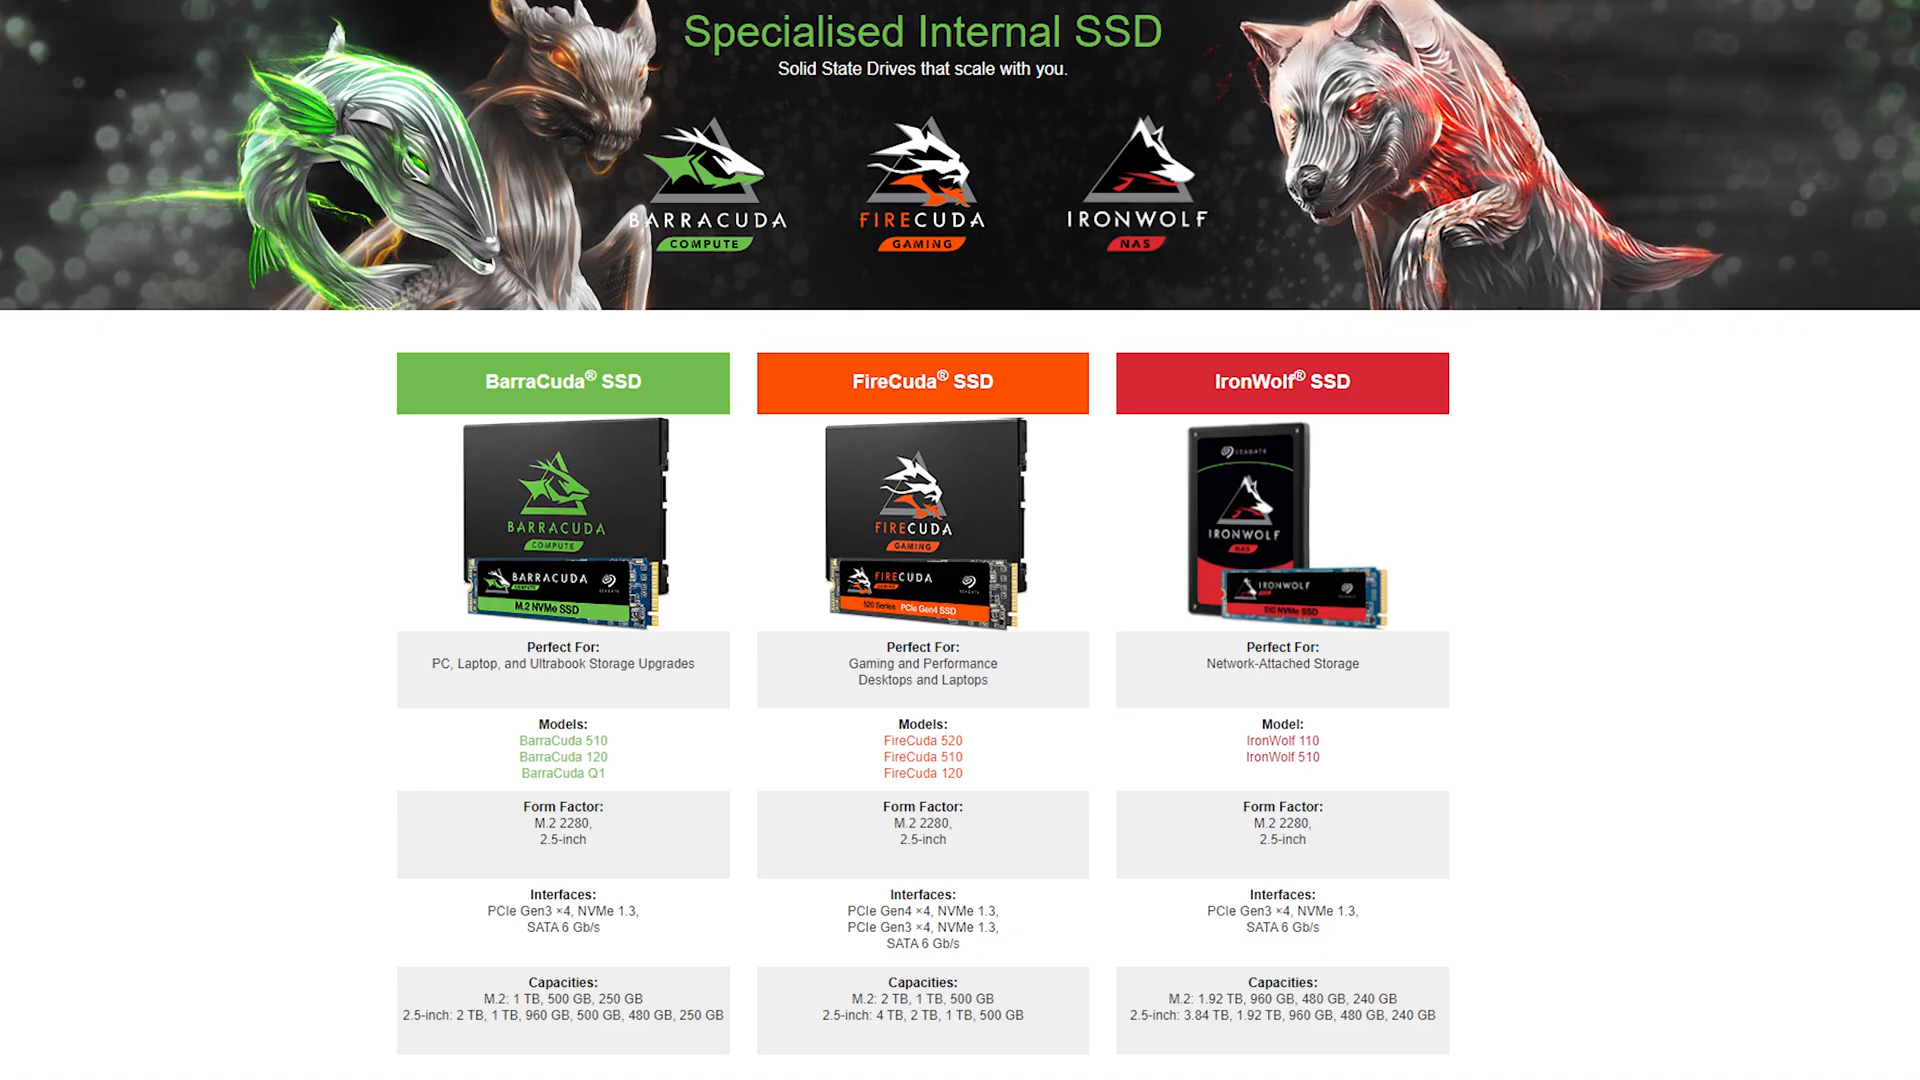 Specialised Internal SSD
Solid State Drives that scale with you.
BARRACUDA
COMPUTE
FIRECUDA
GAMING
IRONWOLF
NAS
BarraCuda® SSD
FireCuda® SSD
IronWolf® SSD
BARRACUDA
COMPUTE
BARRACUDA
COMPUTE
SEAGATE
M.2 NVMe SSD
FIRECUDA
GAMING
FIRECUDA
GAMING
SEAGATE
520 Series PCIe Gen4 SSD
SEAGATE
IRONWOLF
NAS
IRONWOLF
NAS
SEAGATE
510 NVMe SSD
Perfect For:
PC, Laptop, and Ultrabook Storage Upgrades
Perfect For:
Gaming and Performance
Desktops and Laptops
Perfect For:
Network-Attached Storage
Models:
BarraCuda 510
BarraCuda 120
BarraCuda Q1
Models:
FireCuda 520
FireCuda 510
FireCuda 120
Model:
IronWolf 110
IronWolf 510
Form Factor:
M.2 2280,
2.5-inch
Form Factor:
M.2 2280,
2.5-inch
Form Factor:
M.2 2280,
2.5-inch
Interfaces:
PCIe Gen3 ×4, NVMe 1.3,
SATA 6 Gb/s
Interfaces:
PCIe Gen4 ×4, NVMe 1.3,
PCIe Gen3 ×4, NVMe 1.3,
SATA 6 Gb/s
Interfaces:
PCIe Gen3 ×4, NVMe 1.3,
SATA 6 Gb/s
Capacities:
M.2: 1 TB, 500 GB, 250 GB
2.5-inch: 2 TB, 1 TB, 960 GB, 500 GB, 480 GB, 250 GB
Capacities:
M.2: 2 TB, 1 TB, 500 GB
2.5-inch: 4 TB, 2 TB, 1 TB, 500 GB
Capacities:
M.2: 1.92 TB, 960 GB, 480 GB, 240 GB
2.5-inch: 3.84 TB, 1.92 TB, 960 GB, 480 GB, 240 GB